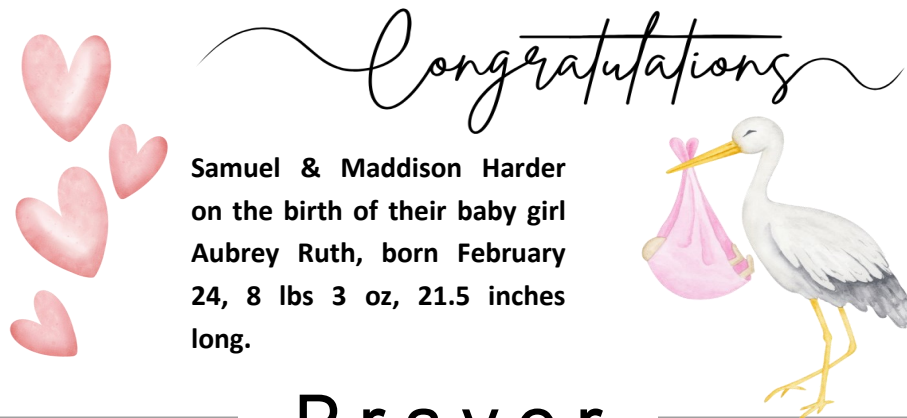 Congratulations
Samuel & Maddison Harder
on the birth of their baby girl
Aubrey Ruth, born February
24, 8 lbs 3 oz, 21.5 inches
long.
Prayer